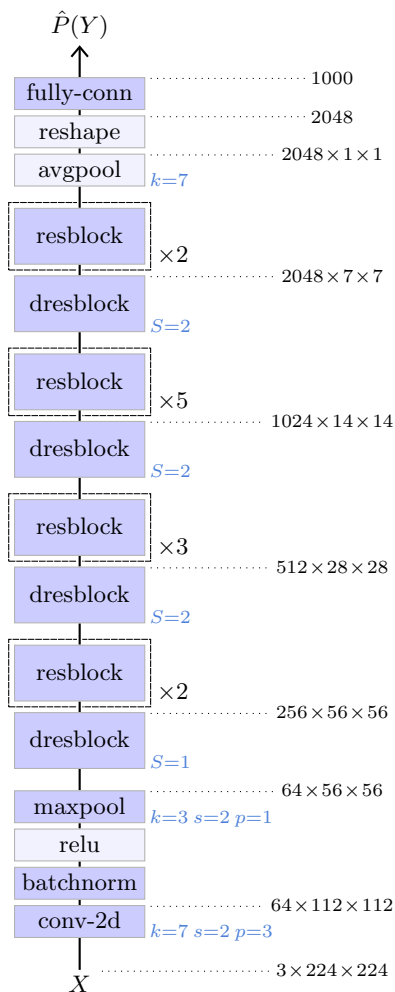 P̂(Y)
fully-conn
1000
reshape
2048
avgpool
2048×1×1
k=7
resblock
×2
dresblock
2048×7×7
S=2
resblock
×5
dresblock
1024×14×14
S=2
resblock
×3
dresblock
512×28×28
S=2
resblock
×2
dresblock
256×56×56
S=1
maxpool
64×56×56
k=3 s=2 p=1
relu
batchnorm
conv-2d
64×112×112
k=7 s=2 p=3
X
3×224×224